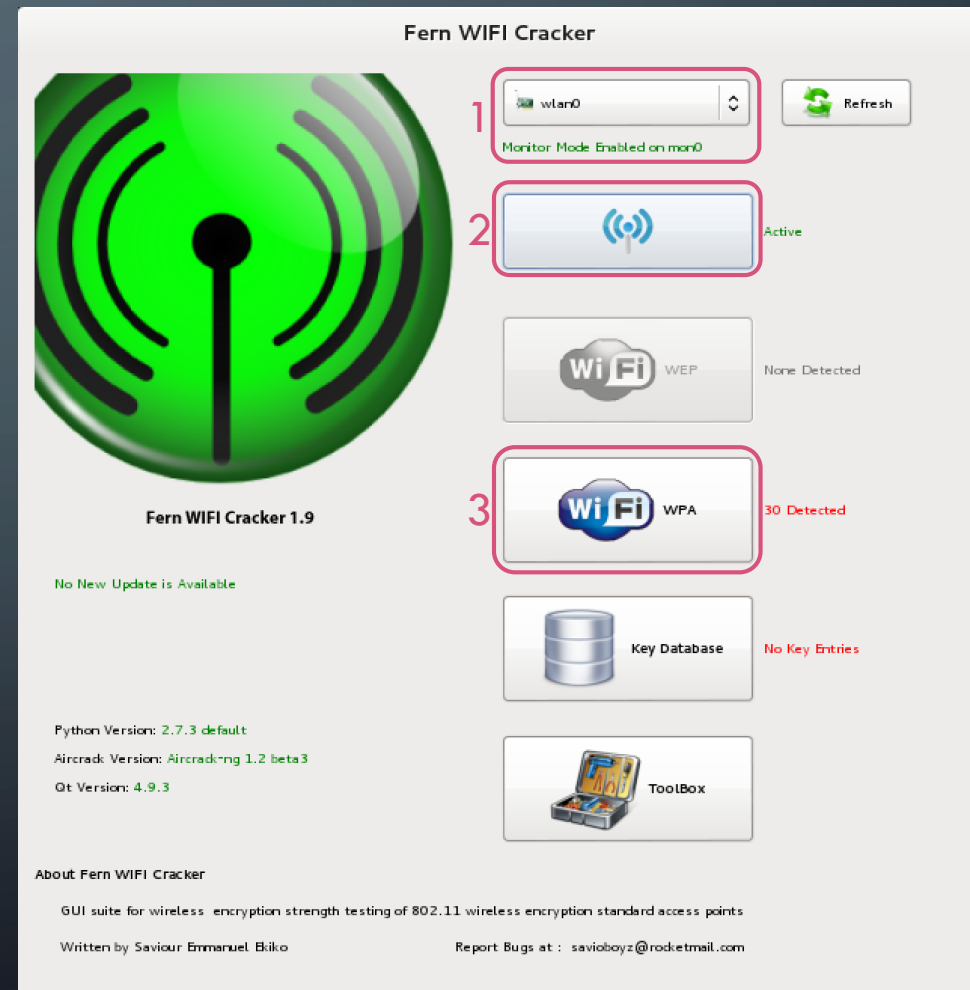 Fern WIFI Cracker
1
wlan0
Refresh
Monitor Mode Enabled on mon0
2
Active
WiFi WEP
None Detected
3
WiFi WPA
30 Detected
Fern WIFI Cracker 1.9
No New Update is Available
Key Database
No Key Entries
Python Version: 2.7.3 default
Aircrack Version: Aircrack-ng 1.2 beta3
Qt Version: 4.9.3
ToolBox
About Fern WIFI Cracker
GUI suite for wireless encryption strength testing of 802.11 wireless encryption standard access points
Written by Saviour Emmanuel Ekiko
Report Bugs at : savioboyz@rocketmail.com